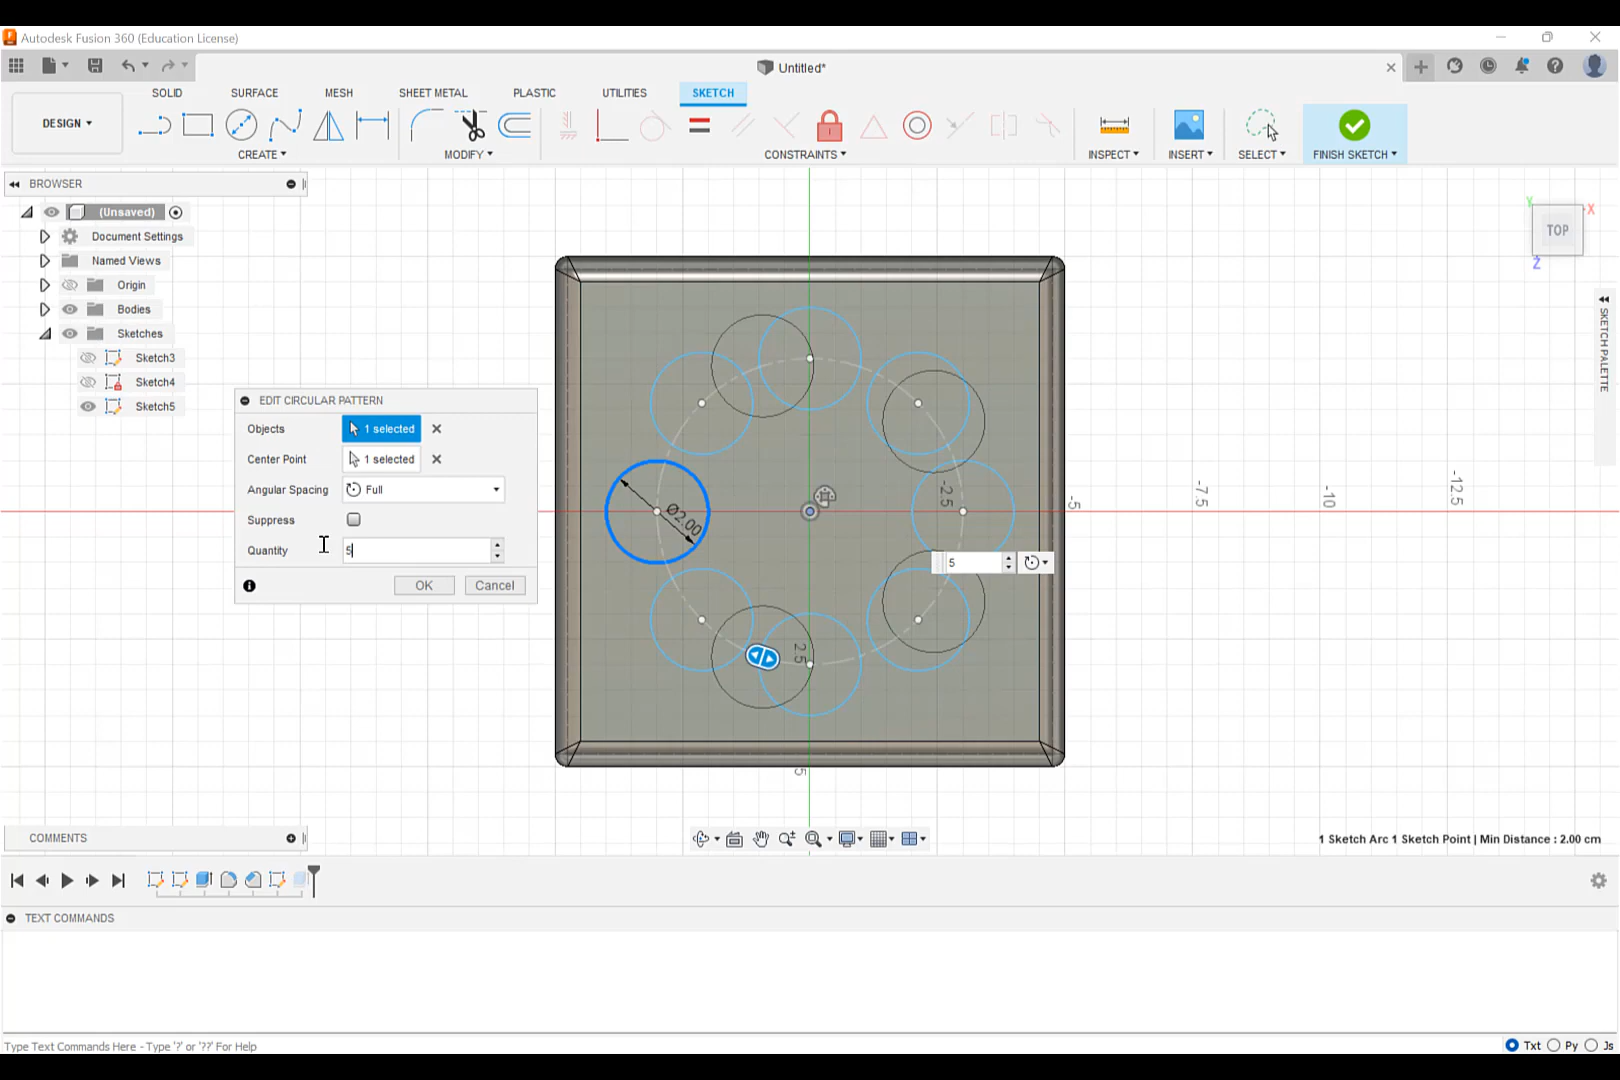 Autodesk Fusion 360 (Education License)
Untitled*
SOLID SURFACE MESH SHEET METAL PLASTIC UTILITIES SKETCH
DESIGN
CREATE MODIFY CONSTRAINTS INSPECT INSERT SELECT FINISH SKETCH
BROWSER
(Unsaved)
Document Settings
Named Views
Origin
Bodies
Sketches
Sketch3
Sketch4
Sketch5
EDIT CIRCULAR PATTERN
Objects 1 selected
Center Point 1 selected
Angular Spacing Full
Suppress
Quantity 5
OK Cancel
Ø2.00
5
2.5
5
-2.5
-5
-7.5
-10
-12.5
Y
X
TOP
Z
SKETCH PALETTE
COMMENTS
1 Sketch Arc 1 Sketch Point | Min Distance : 2.00 cm
TEXT COMMANDS
Type Text Commands Here - Type '?' or '??' For Help
Txt Py Js